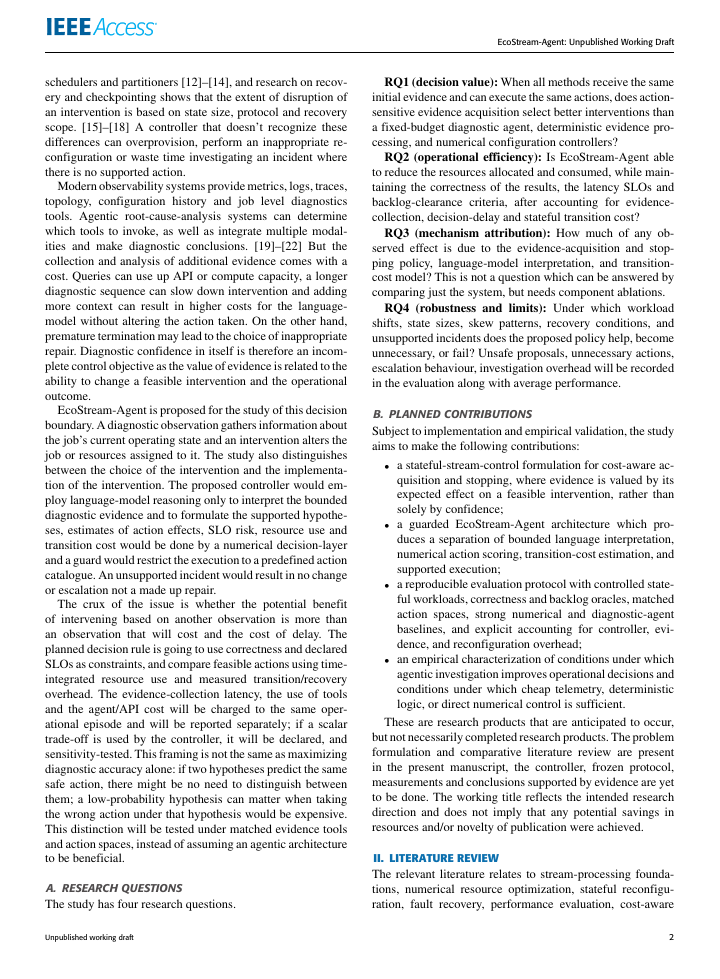 IEEE Access
EcoStream-Agent: Unpublished Working Draft
schedulers and partitioners [12]–[14], and research on recov-
ery and checkpointing shows that the extent of disruption of
an intervention is based on state size, protocol and recovery
scope. [15]–[18] A controller that doesn't recognize these
differences can overprovision, perform an inappropriate re-
configuration or waste time investigating an incident where
there is no supported action.
Modern observability systems provide metrics, logs, traces,
topology, configuration history and job level diagnostics
tools. Agentic root-cause-analysis systems can determine
which tools to invoke, as well as integrate multiple modal-
ities and make diagnostic conclusions. [19]–[22] But the
collection and analysis of additional evidence comes with a
cost. Queries can use up API or compute capacity, a longer
diagnostic sequence can slow down intervention and adding
more context can result in higher costs for the language-
model without altering the action taken. On the other hand,
premature termination may lead to the choice of inappropriate
repair. Diagnostic confidence in itself is therefore an incom-
plete control objective as the value of evidence is related to the
ability to change a feasible intervention and the operational
outcome.
EcoStream-Agent is proposed for the study of this decision
boundary. A diagnostic observation gathers information about
the job's current operating state and an intervention alters the
job or resources assigned to it. The study also distinguishes
between the choice of the intervention and the implementa-
tion of the intervention. The proposed controller would em-
ploy language-model reasoning only to interpret the bounded
diagnostic evidence and to formulate the supported hypothe-
ses, estimates of action effects, SLO risk, resource use and
transition cost would be done by a numerical decision-layer
and a guard would restrict the execution to a predefined action
catalogue. An unsupported incident would result in no change
or escalation not a made up repair.
The crux of the issue is whether the potential benefit
of intervening based on another observation is more than
an observation that will cost and the cost of delay. The
planned decision rule is going to use correctness and declared
SLOs as constraints, and compare feasible actions using time-
integrated resource use and measured transition/recovery
overhead. The evidence-collection latency, the use of tools
and the agent/API cost will be charged to the same oper-
ational episode and will be reported separately; if a scalar
trade-off is used by the controller, it will be declared, and
sensitivity-tested. This framing is not the same as maximizing
diagnostic accuracy alone: if two hypotheses predict the same
safe action, there might be no need to distinguish between
them; a low-probability hypothesis can matter when taking
the wrong action under that hypothesis would be expensive.
This distinction will be tested under matched evidence tools
and action spaces, instead of assuming an agentic architecture
to be beneficial.
A. RESEARCH QUESTIONS
The study has four research questions.
RQ1 (decision value): When all methods receive the same
initial evidence and can execute the same actions, does action-
sensitive evidence acquisition select better interventions than
a fixed-budget diagnostic agent, deterministic evidence pro-
cessing, and numerical configuration controllers?
RQ2 (operational efficiency): Is EcoStream-Agent able
to reduce the resources allocated and consumed, while main-
taining the correctness of the results, the latency SLOs and
backlog-clearance criteria, after accounting for evidence-
collection, decision-delay and stateful transition cost?
RQ3 (mechanism attribution): How much of any ob-
served effect is due to the evidence-acquisition and stop-
ping policy, language-model interpretation, and transition-
cost model? This is not a question which can be answered by
comparing just the system, but needs component ablations.
RQ4 (robustness and limits): Under which workload
shifts, state sizes, skew patterns, recovery conditions, and
unsupported incidents does the proposed policy help, become
unnecessary, or fail? Unsafe proposals, unnecessary actions,
escalation behaviour, investigation overhead will be recorded
in the evaluation along with average performance.
B. PLANNED CONTRIBUTIONS
Subject to implementation and empirical validation, the study
aims to make the following contributions:
• a stateful-stream-control formulation for cost-aware ac-
quisition and stopping, where evidence is valued by its
expected effect on a feasible intervention, rather than
solely by confidence;
• a guarded EcoStream-Agent architecture which pro-
duces a separation of bounded language interpretation,
numerical action scoring, transition-cost estimation, and
supported execution;
• a reproducible evaluation protocol with controlled state-
ful workloads, correctness and backlog oracles, matched
action spaces, strong numerical and diagnostic-agent
baselines, and explicit accounting for controller, evi-
dence, and reconfiguration overhead;
• an empirical characterization of conditions under which
agentic investigation improves operational decisions and
conditions under which cheap telemetry, deterministic
logic, or direct numerical control is sufficient.
These are research products that are anticipated to occur,
but not necessarily completed research products. The problem
formulation and comparative literature review are present
in the present manuscript, the controller, frozen protocol,
measurements and conclusions supported by evidence are yet
to be done. The working title reflects the intended research
direction and does not imply that any potential savings in
resources and/or novelty of publication were achieved.
II. LITERATURE REVIEW
The relevant literature relates to stream-processing founda-
tions, numerical resource optimization, stateful reconfigu-
ration, fault recovery, performance evaluation, cost-aware
Unpublished working draft
2